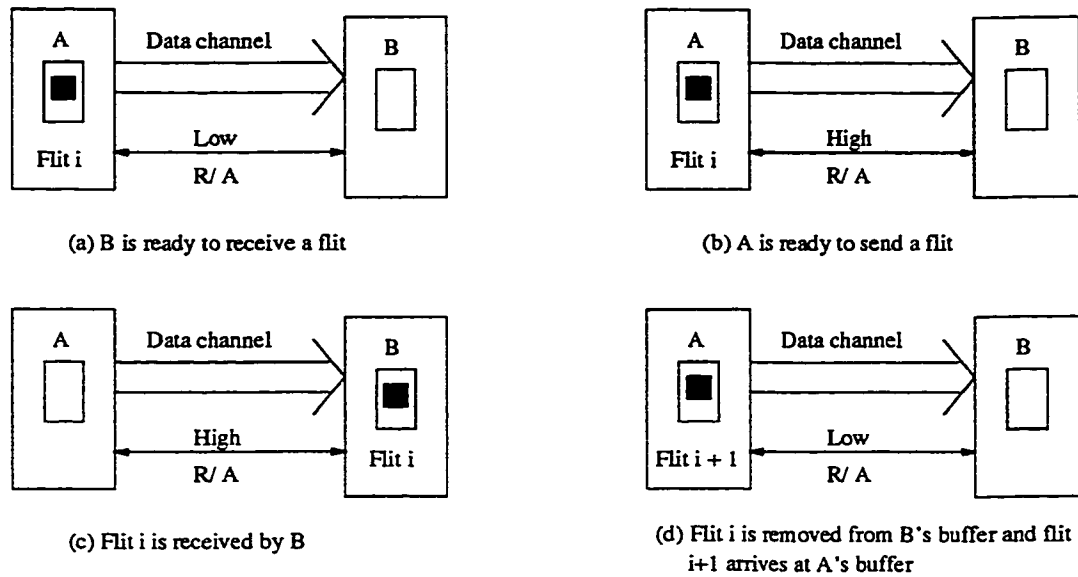 A
Data channel
B
Low
Flit i
R/ A
(a) B is ready to receive a flit
A
Data channel
B
High
Flit i
R/ A
(b) A is ready to send a flit
A
Data channel
B
High
R/ A
Flit i
(c) Flit i is received by B
A
Data channel
B
Low
Flit i + 1
R/ A
(d) Flit i is removed from B's buffer and flit
i+1 arrives at A's buffer